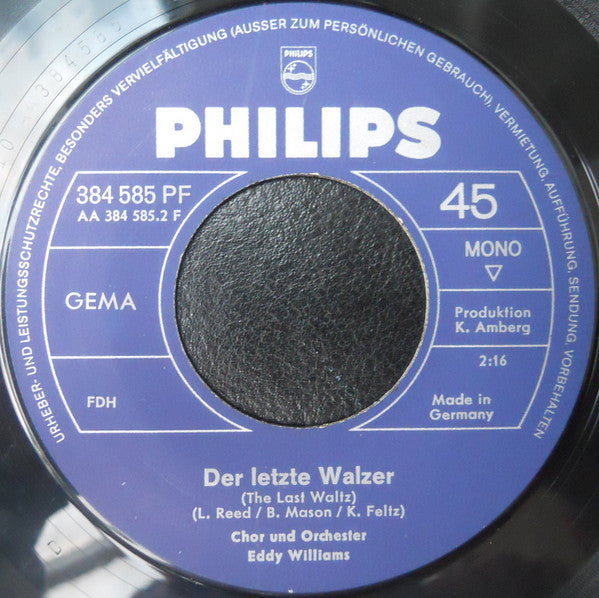 URHEBER- UND LEISTUNGSSCHUTZRECHTE, BESONDERS VERVIELFÄLTIGUNG (AUSSER ZUM PERSÖNLICHEN GEBRAUCH), VERMIETUNG, AUFFÜHRUNG, SENDUNG, VORBEHALTEN
PHILIPS
PHILIPS
384 585 PF
AA 384 585.2 F
45
MONO
GEMA
Produktion
K. Amberg
2:16
FDH
Made in
Germany
Der letzte Walzer
(The Last Waltz)
(L. Reed / B. Mason / K. Feltz)
Chor und Orchester
Eddy Williams